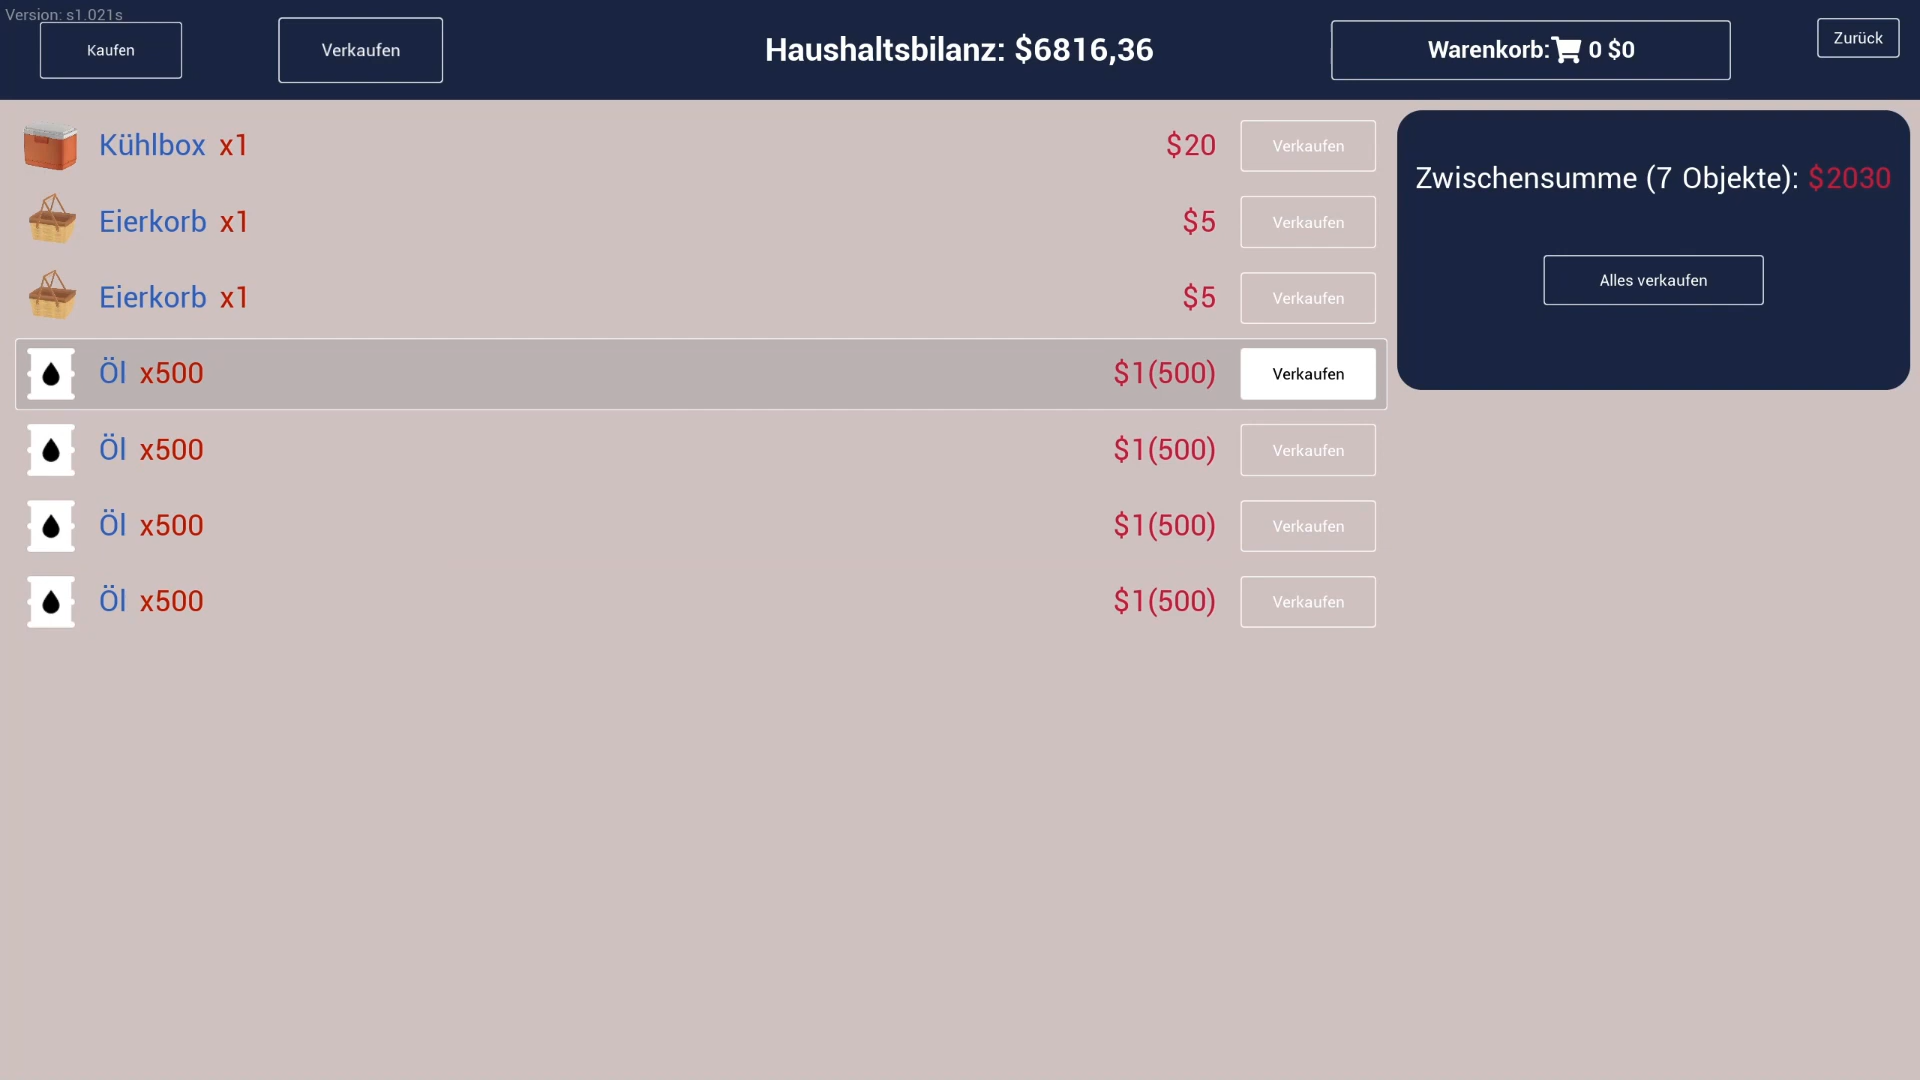 Version: s1.021s
Kaufen
Verkaufen
Haushaltsbilanz: $6816,36
Warenkorb: 0 $0
Zurück
Kühlbox x1 $20 Verkaufen
Eierkorb x1 $5 Verkaufen
Eierkorb x1 $5 Verkaufen
Öl x500 $1(500) Verkaufen
Öl x500 $1(500) Verkaufen
Öl x500 $1(500) Verkaufen
Öl x500 $1(500) Verkaufen
Zwischensumme (7 Objekte): $2030
Alles verkaufen